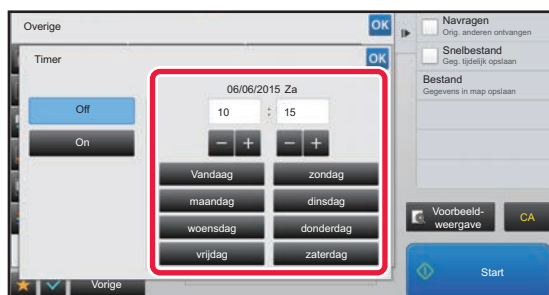 Overige
OK
Timer
OK
Off
On
06/06/2015 Za
10 : 15
Vandaag zondag
maandag dinsdag
woensdag donderdag
vrijdag zaterdag
Vorige
Navragen
Orig. anderen ontvangen
Snelbestand
Geg. tijdelijk opslaan
Bestand
Gegevens in map opslaan
Voorbeeld-
weergave
CA
Start